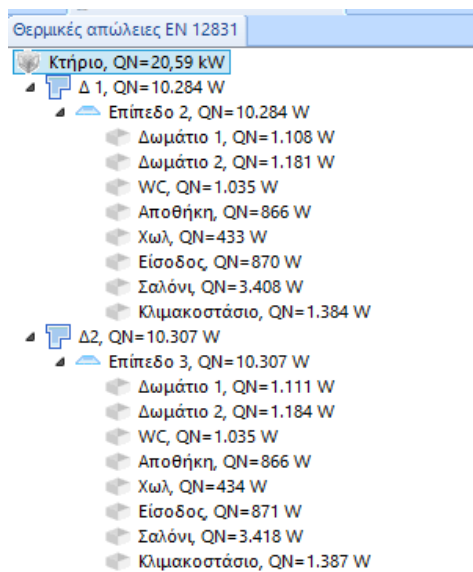 Θερμικές απώλειες EN 12831
Κτήριο, QN=20,59 kW
Δ 1, QN=10.284 W
Επίπεδο 2, QN=10.284 W
Δωμάτιο 1, QN=1.108 W
Δωμάτιο 2, QN=1.181 W
WC, QN=1.035 W
Αποθήκη, QN=866 W
Χωλ, QN=433 W
Είσοδος, QN=870 W
Σαλόνι, QN=3.408 W
Κλιμακοστάσιο, QN=1.384 W
Δ2, QN=10.307 W
Επίπεδο 3, QN=10.307 W
Δωμάτιο 1, QN=1.111 W
Δωμάτιο 2, QN=1.184 W
WC, QN=1.035 W
Αποθήκη, QN=866 W
Χωλ, QN=434 W
Είσοδος, QN=871 W
Σαλόνι, QN=3.418 W
Κλιμακοστάσιο, QN=1.387 W